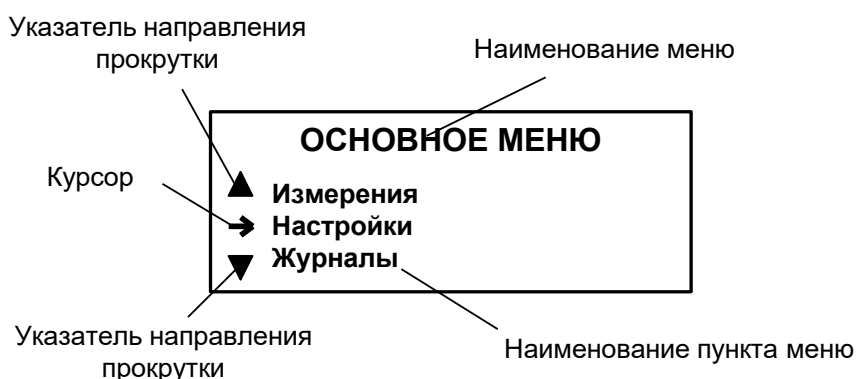 Указатель направления
прокрутки
Наименование меню
ОСНОВНОЕ МЕНЮ
Курсор
Измерения
Настройки
Журналы
Указатель направления
прокрутки
Наименование пункта меню